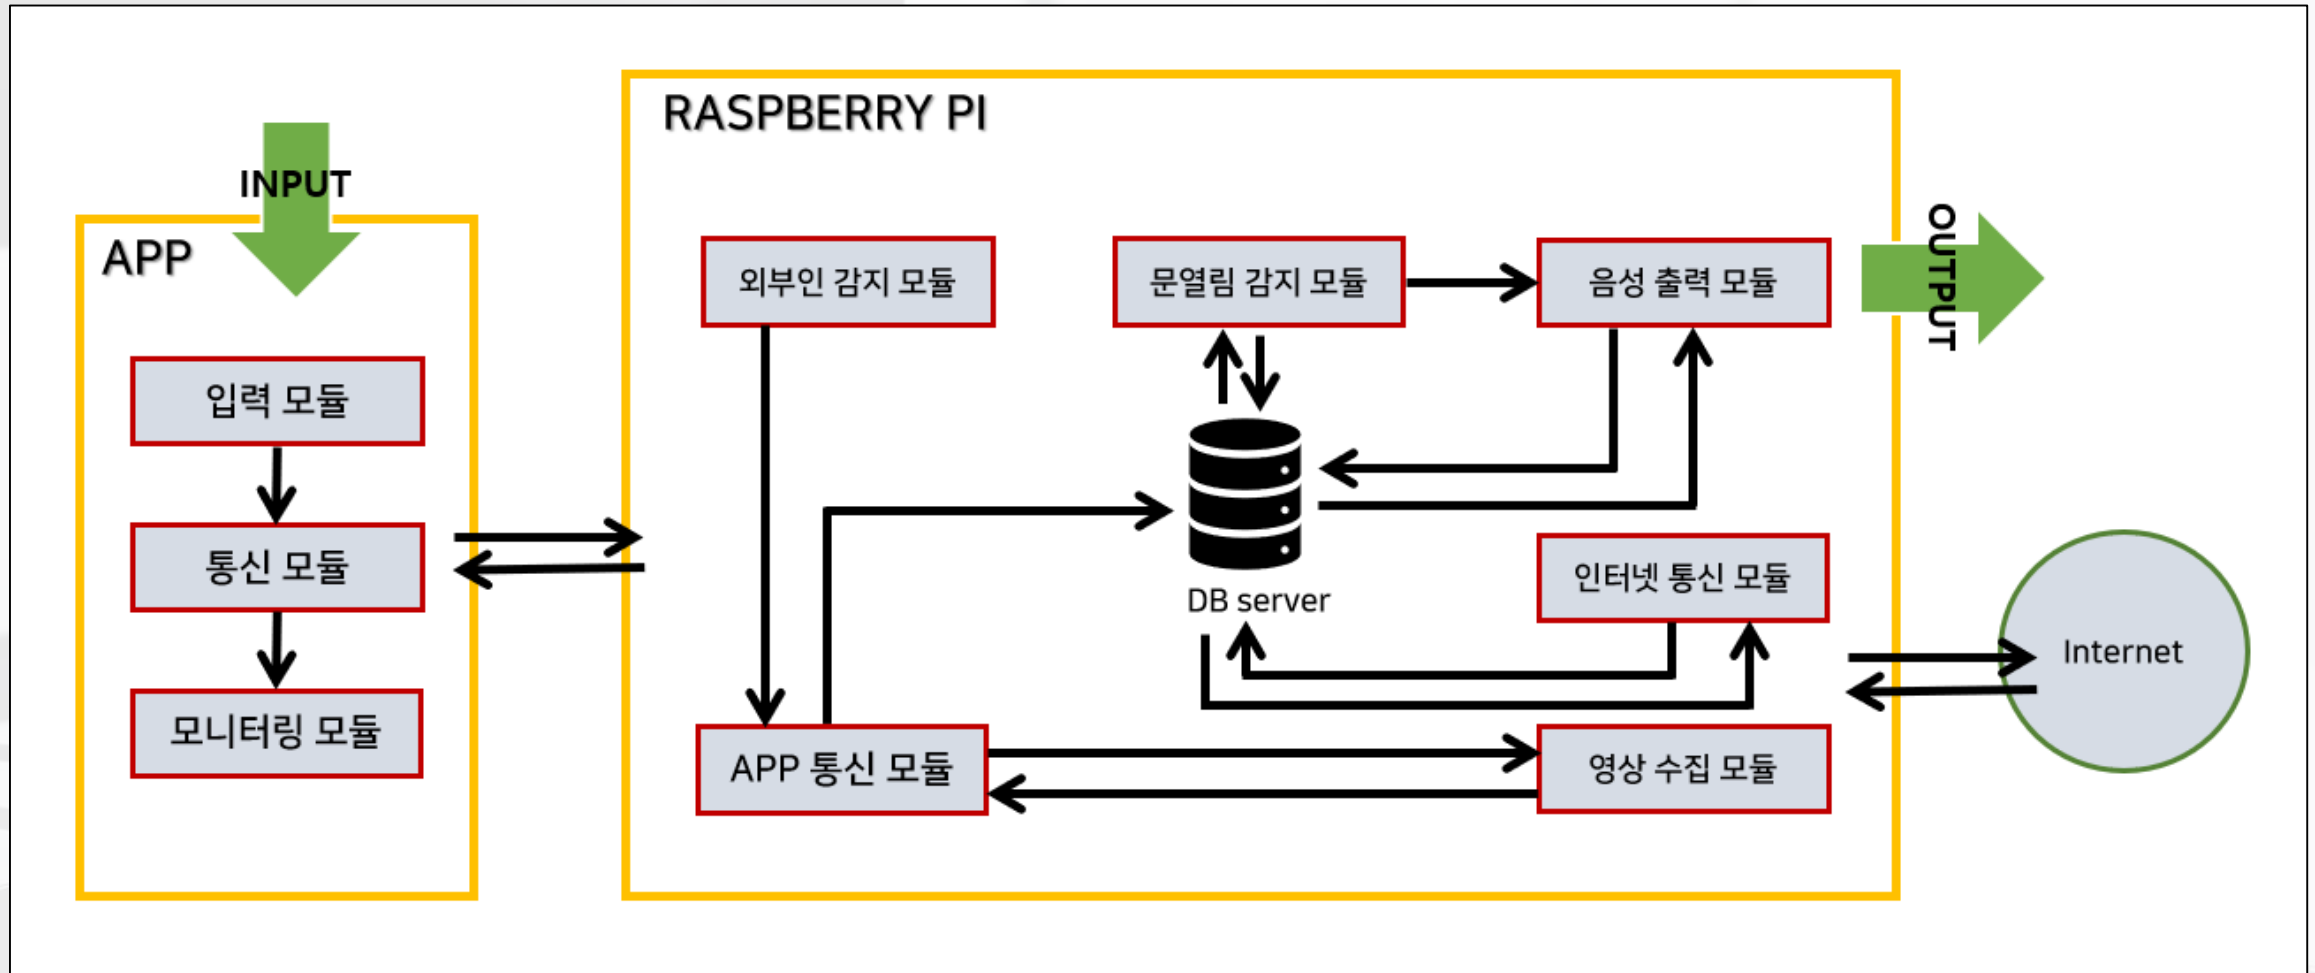 INPUT
APP
입력 모듈
통신 모듈
모니터링 모듈
RASPBERRY PI
외부인 감지 모듈
문열림 감지 모듈
음성 출력 모듈
DB server
인터넷 통신 모듈
APP 통신 모듈
영상 수집 모듈
OUTPUT
Internet